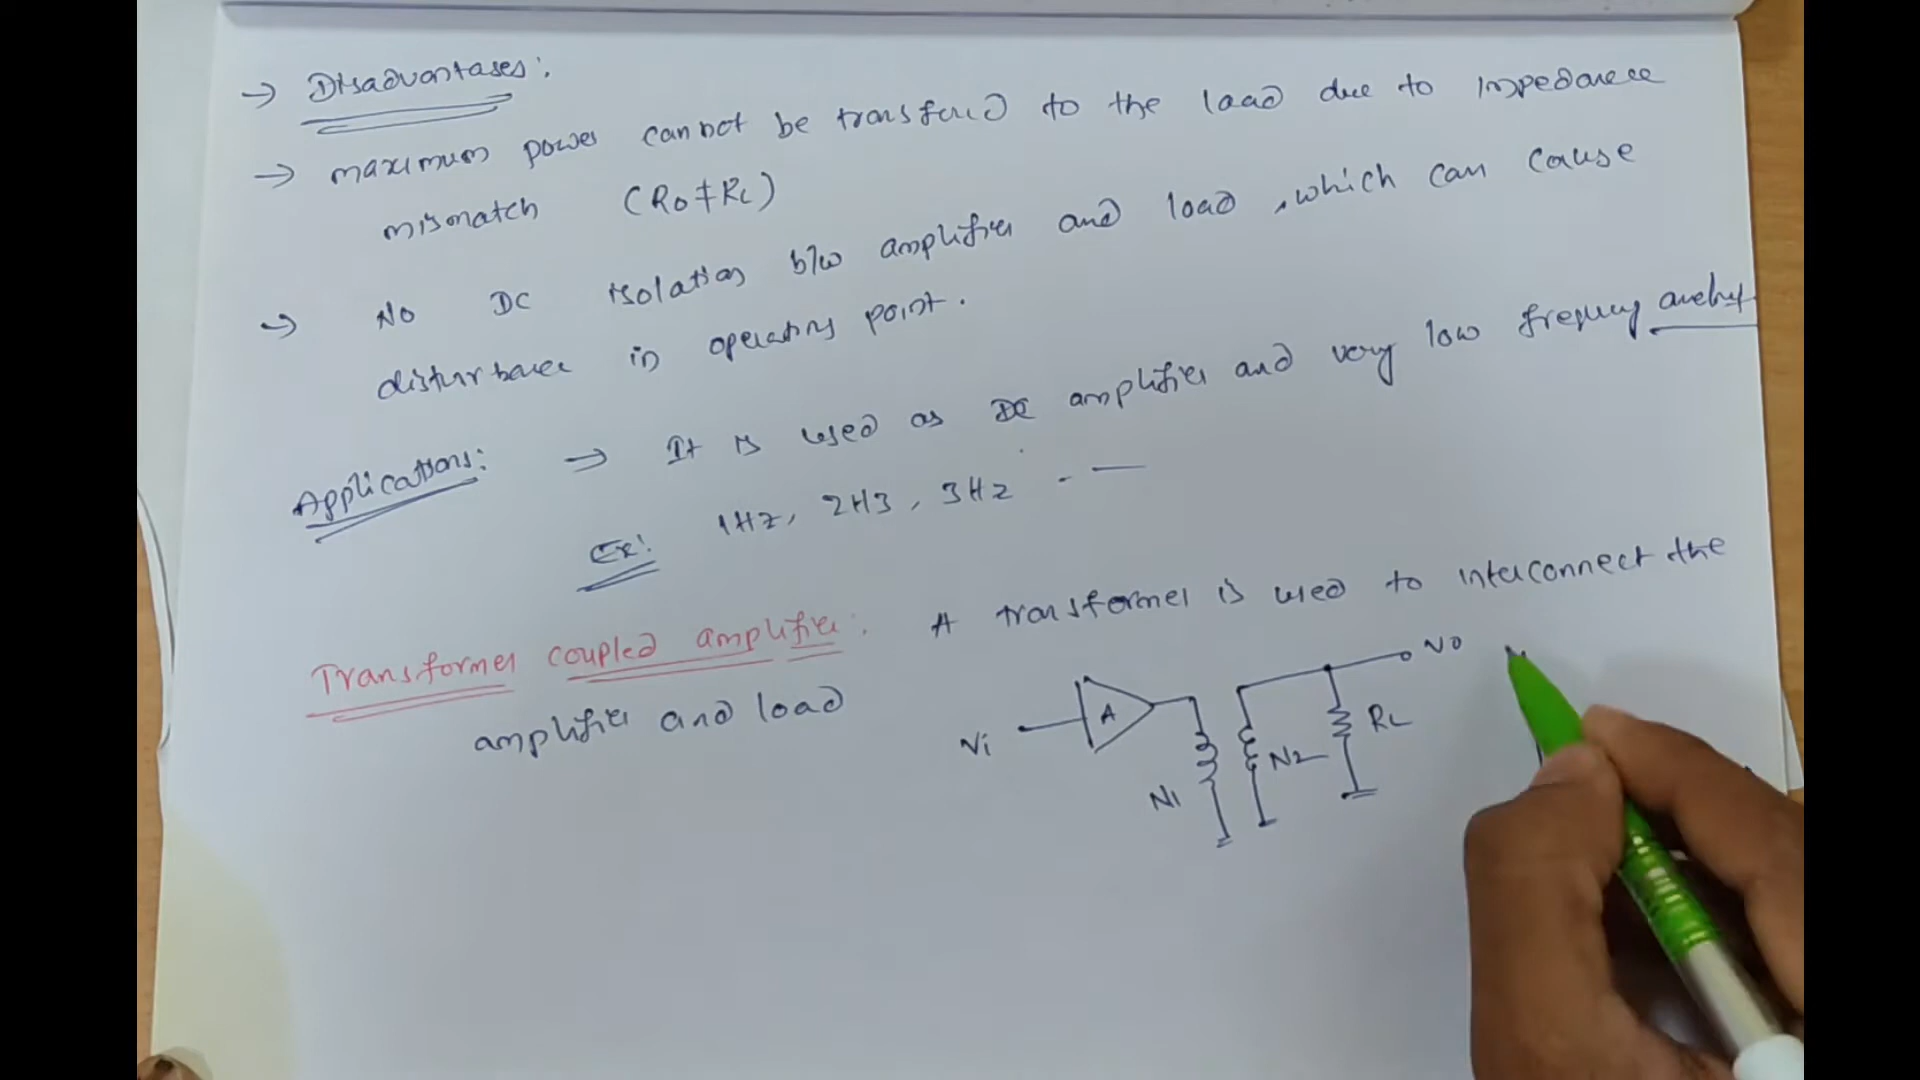 → Disadvantages:
→ maximum power cannot be transfered to the load due to Impedance
mismatch (Ro≠RL)
→ No DC isolation b/w amplifier and load, which can cause
disturbance in operating point.
Applications: → It is used as DC amplifier and very low frequency
Ex: 1Hz, 2Hz, 3Hz - —
Transformer coupled amplifier: A transformer is used to interconnect the
amplifier and load
Vo
Vi
A
N1
N2
RL